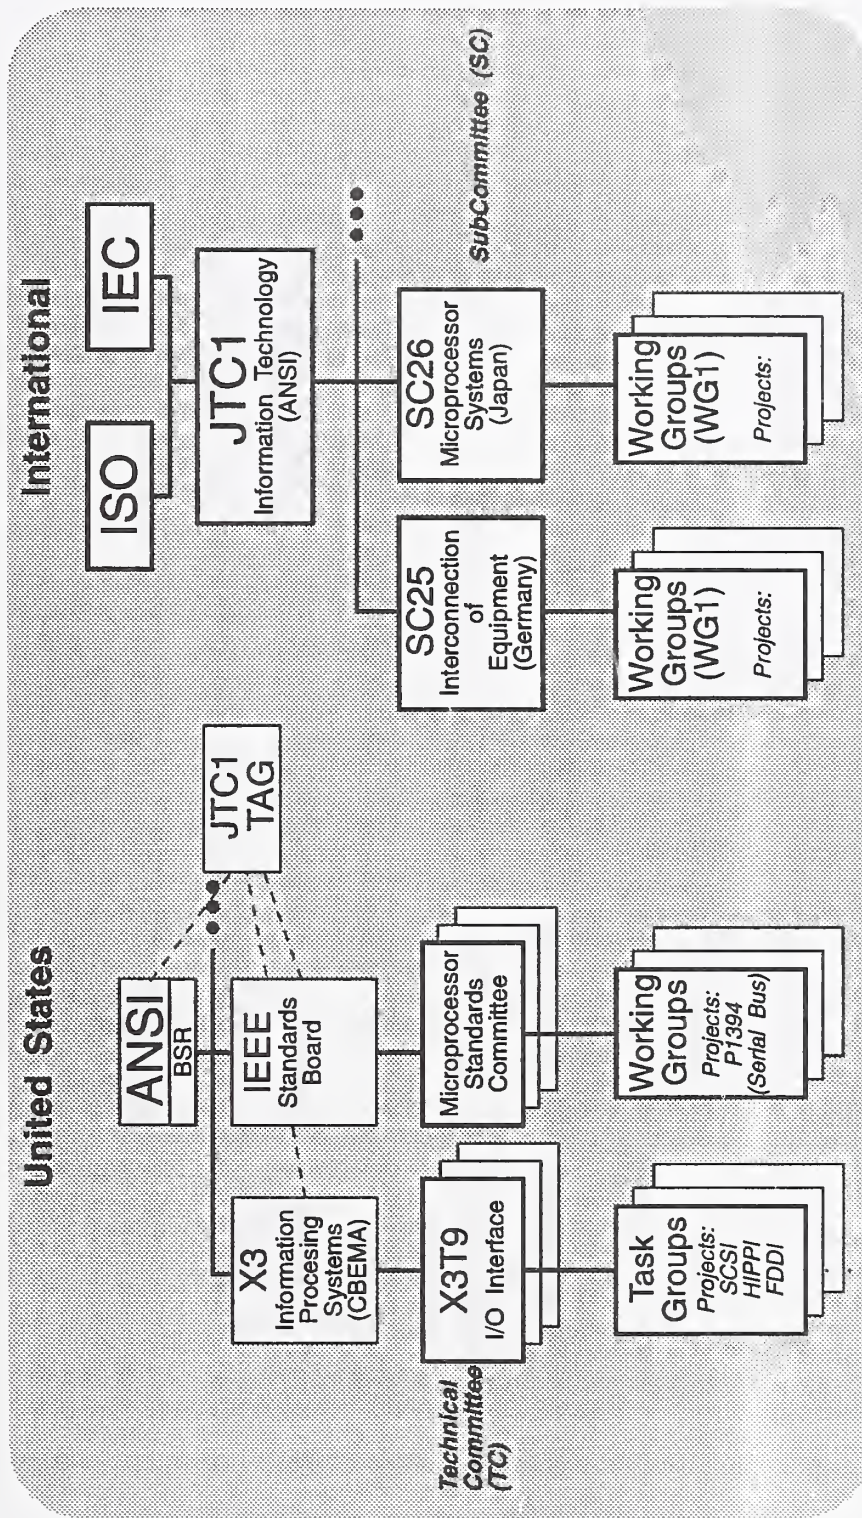 United States
International
ANSI
BSR
ISO
IEC
X3
Information
Procesing
Systems
(CBEMA)
IEEE
Standards
Board
JTC1
TAG
JTC1
Information Technology
(ANSI)
Technical
Committee
(TC)
X3T9
I/O Interface
Microprocessor
Standards
Committee
SC25
Interconnection
of
Equipment
(Germany)
SC26
Microprocessor
Systems
(Japan)
SubCommittee (SC)
Task
Groups
Projects:
SCSI
HIPPI
FDDI
Working
Groups
Projects:
P1394
(Serial Bus)
Working
Groups
(WG1)
Projects:
Working
Groups
(WG1)
Projects: